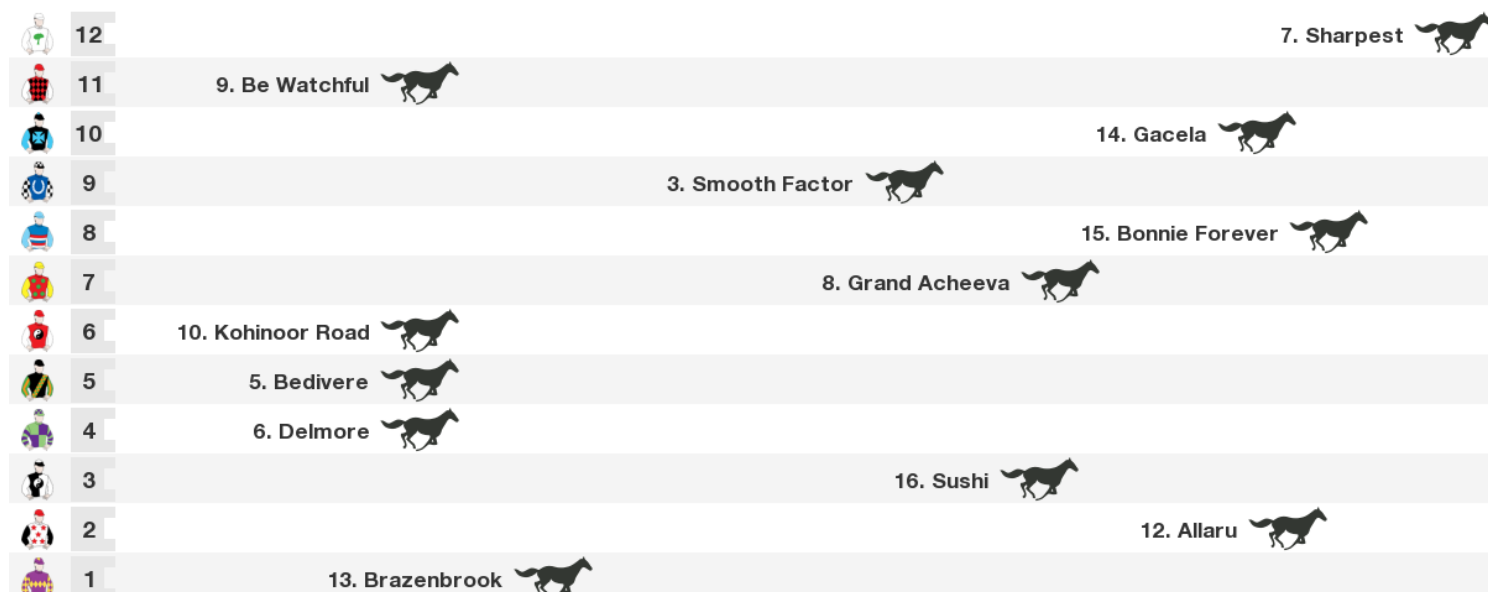 12 7. Sharpest
11 9. Be Watchful
10 14. Gacela
9 3. Smooth Factor
8 15. Bonnie Forever
7 8. Grand Acheeva
6 10. Kohinoor Road
5 5. Bedivere
4 6. Delmore
3 16. Sushi
2 12. Allaru
1 13. Brazenbrook